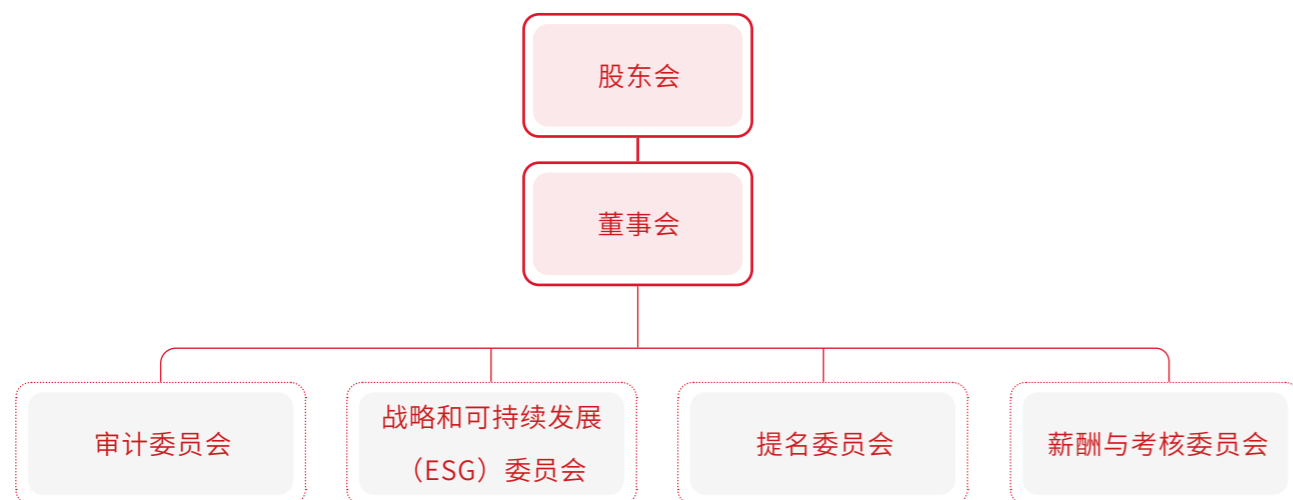 股东会
董事会
审计委员会
战略和可持续发展
（ESG）委员会
提名委员会
薪酬与考核委员会